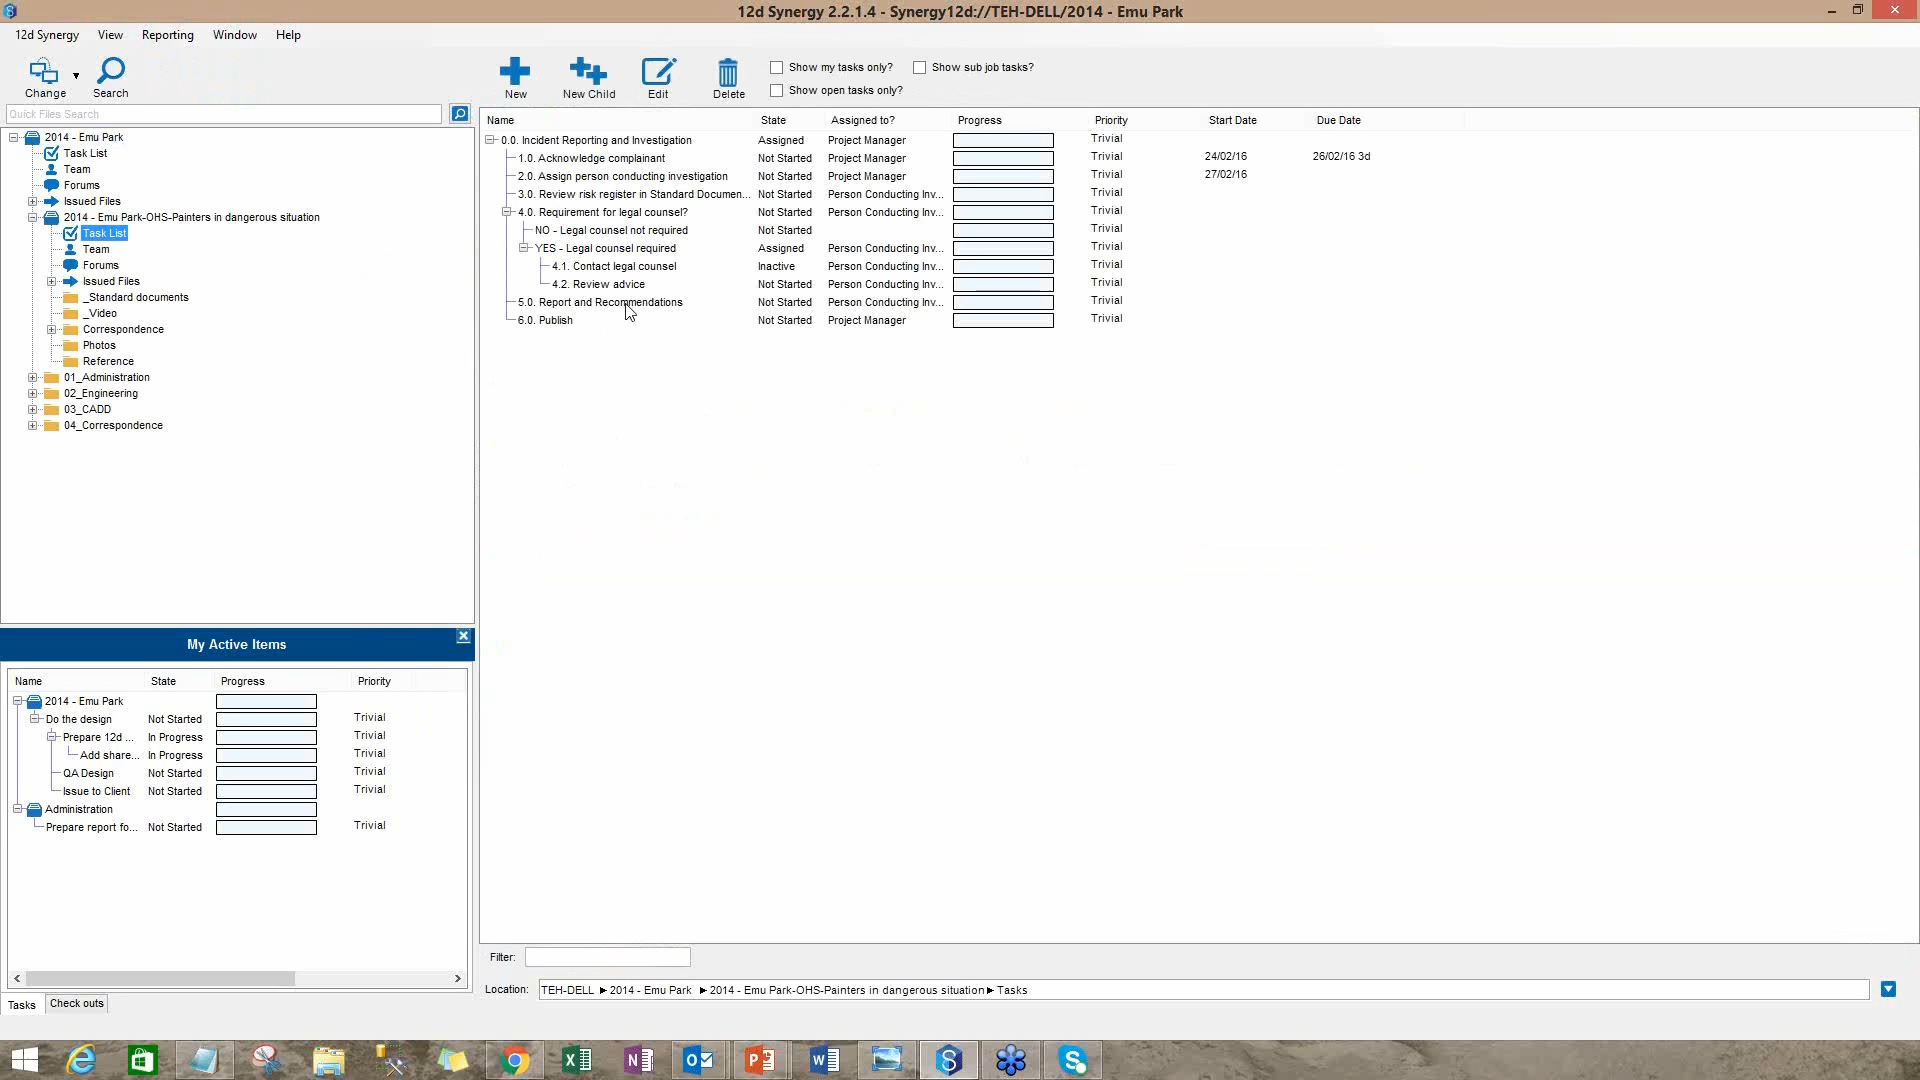 12d Synergy 2.2.1.4 - Synergy12d://TEH-DELL/2014 - Emu Park
12d Synergy View Reporting Window Help
Change Search
New New Child Edit Delete
Show my tasks only? Show sub job tasks?
Show open tasks only?
Quick Files Search
2014 - Emu Park
Task List
Team
Forums
Issued Files
2014 - Emu Park-OHS-Painters in dangerous situation
Task List
Team
Forums
Issued Files
_Standard documents
_Video
Correspondence
Photos
Reference
01_Administration
02_Engineering
03_CADD
04_Correspondence
Name State Assigned to? Progress Priority Start Date Due Date
0.0. Incident Reporting and Investigation Assigned Project Manager Trivial
1.0. Acknowledge complainant Not Started Project Manager Trivial 24/02/16 26/02/16 3d
2.0. Assign person conducting investigation Not Started Project Manager Trivial 27/02/16
3.0. Review risk register in Standard Documen... Not Started Person Conducting Inv... Trivial
4.0. Requirement for legal counsel? Not Started Person Conducting Inv... Trivial
NO - Legal counsel not required Not Started Trivial
YES - Legal counsel required Assigned Person Conducting Inv... Trivial
4.1. Contact legal counsel Inactive Person Conducting Inv... Trivial
4.2. Review advice Not Started Person Conducting Inv... Trivial
5.0. Report and Recommendations Not Started Person Conducting Inv... Trivial
6.0. Publish Not Started Project Manager Trivial
My Active Items
Name State Progress Priority
2014 - Emu Park
Do the design Not Started Trivial
Prepare 12d ... In Progress Trivial
Add share... In Progress Trivial
QA Design Not Started Trivial
Issue to Client Not Started Trivial
Administration
Prepare report fo... Not Started Trivial
Tasks Check outs
Filter:
Location: TEH-DELL ▶ 2014 - Emu Park ▶ 2014 - Emu Park-OHS-Painters in dangerous situation ▶ Tasks